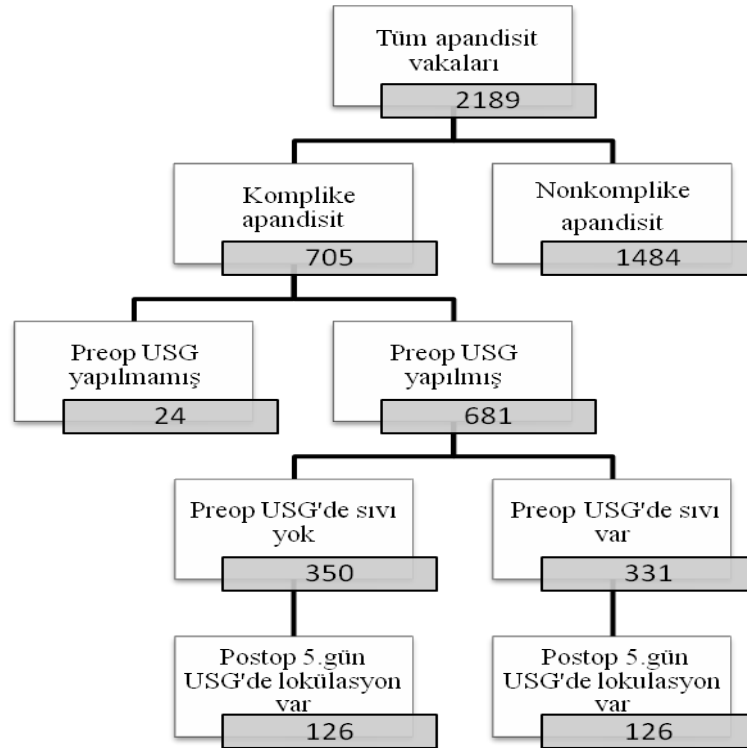 Tüm apandisit
vakaları
2189
Komplike
apandisit
705
Nonkomplike
apandisit
1484
Preop USG
yapılmamış
24
Preop USG
yapılmış
681
Preop USG'de sıvı
yok
350
Preop USG'de sıvı
var
331
Postop 5.gün
USG'de lokülasyon
var
126
Postop 5.gün
USG'de lokulasyon
var
126